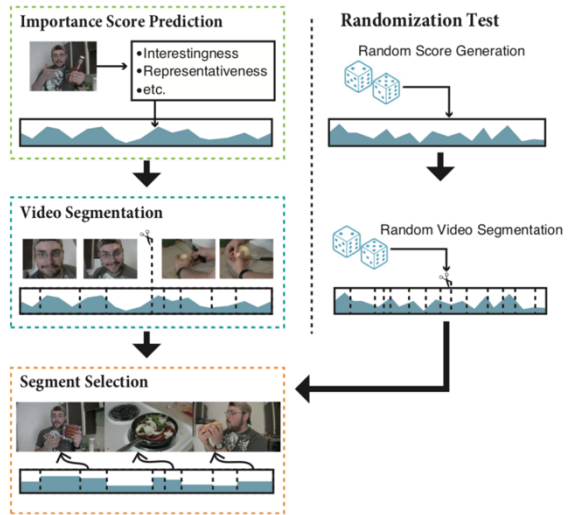 Importance Score Prediction
•Interestingness
•Representativeness
•etc.
Video Segmentation
Segment Selection
Randomization Test
Random Score Generation
Random Video Segmentation